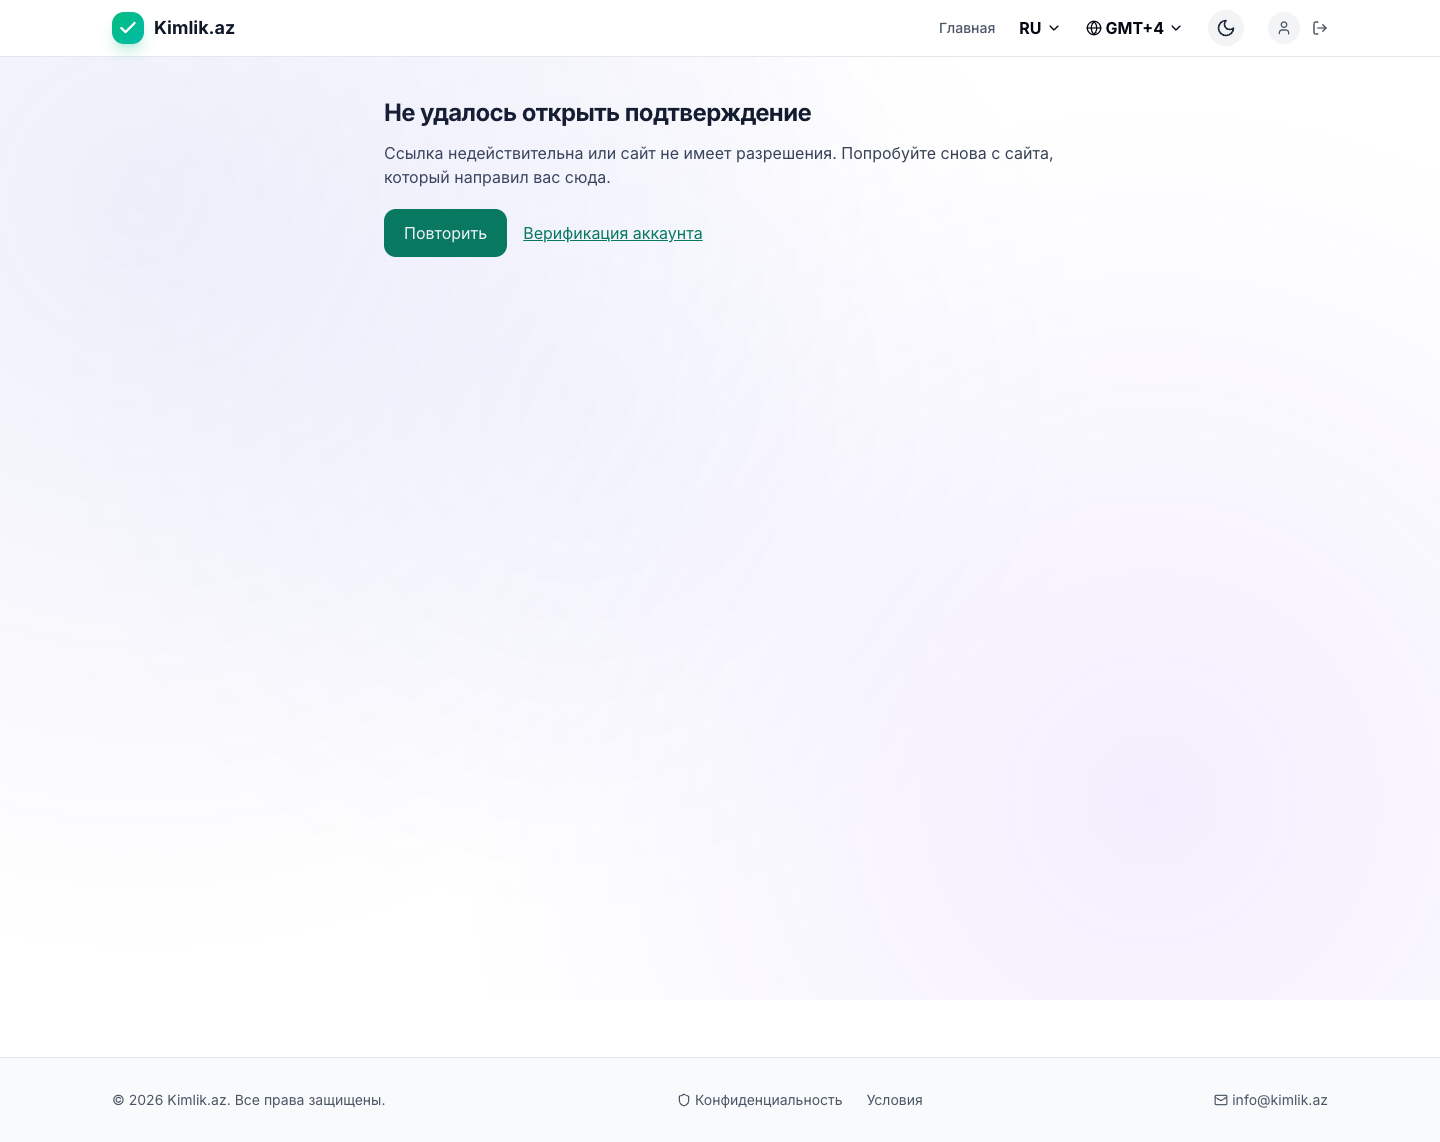 Kimlik.az
Главная
RU
GMT+4
Не удалось открыть подтверждение
Ссылка недействительна или сайт не имеет разрешения. Попробуйте снова с сайта,
который направил вас сюда.
Повторить
Верификация аккаунта
© 2026 Kimlik.az. Все права защищены.
Конфиденциальность
Условия
info@kimlik.az